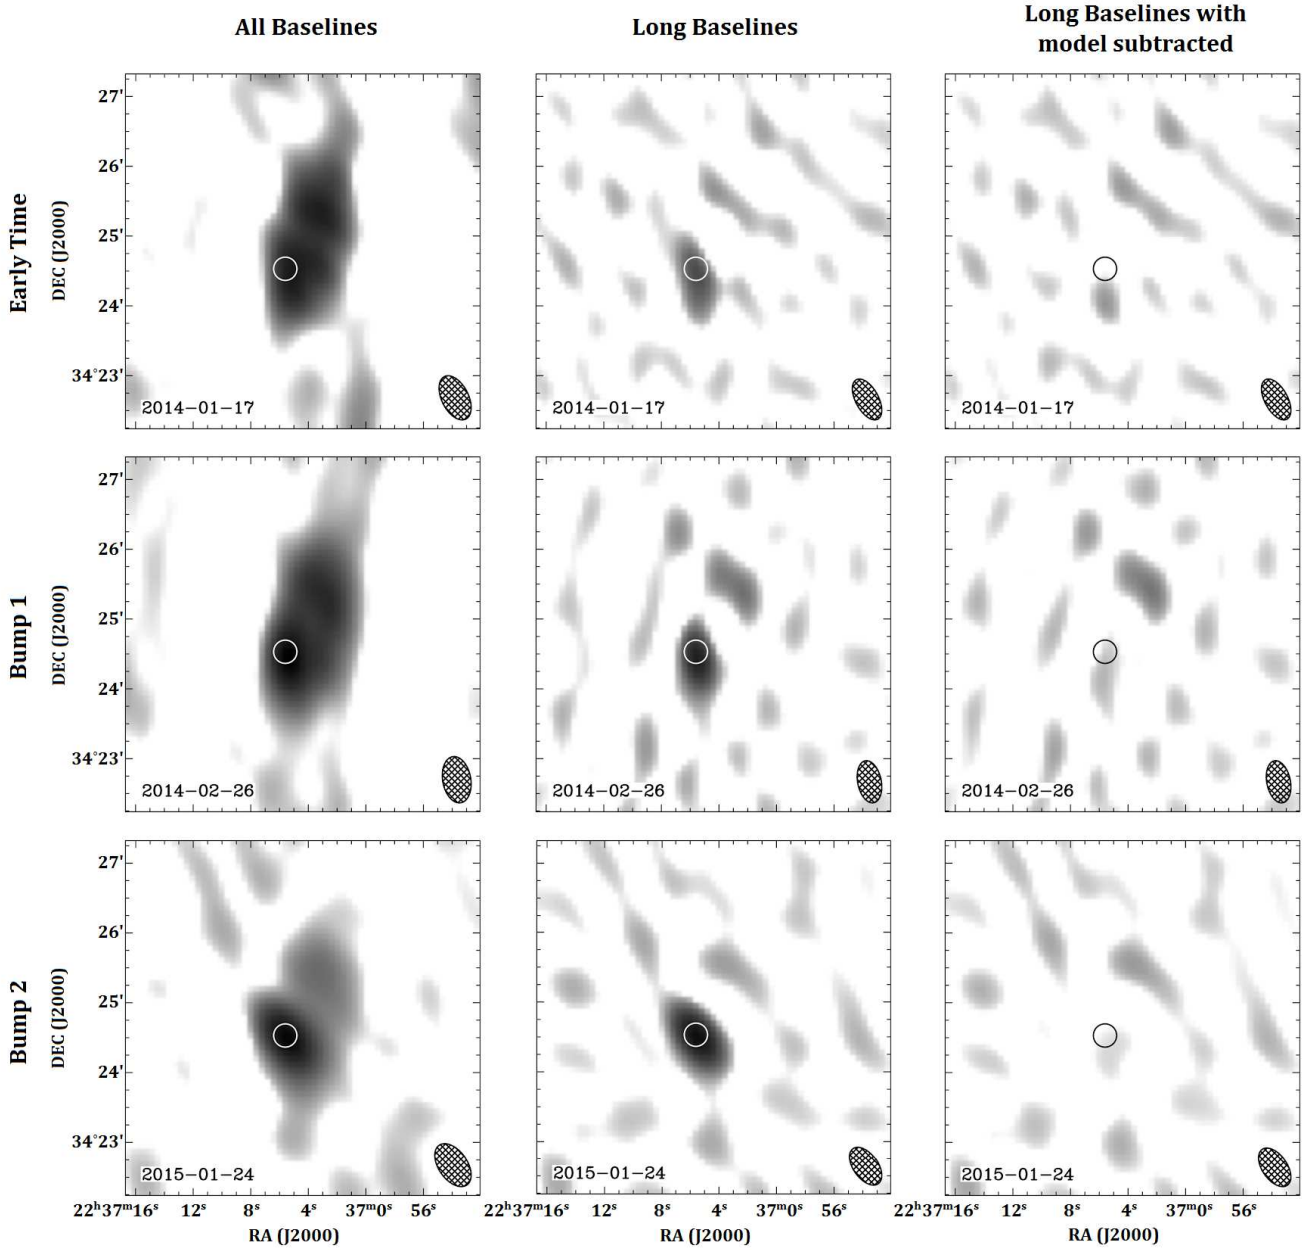 All Baselines
Long Baselines
Long Baselines with
model subtracted
Early Time
DEC (J2000)
27'
26'
25'
24'
34°23'
2014-01-17
2014-01-17
2014-01-17
Bump 1
DEC (J2000)
27'
26'
25'
24'
34°23'
2014-02-26
2014-02-26
2014-02-26
Bump 2
DEC (J2000)
27'
26'
25'
24'
34°23'
2015-01-24
2015-01-24
2015-01-24
22ʰ37ᵐ16ˢ 12ˢ 8ˢ 4ˢ 37ᵐ0ˢ 56ˢ
22ʰ37ᵐ16ˢ 12ˢ 8ˢ 4ˢ 37ᵐ0ˢ 56ˢ
22ʰ37ᵐ16ˢ 12ˢ 8ˢ 4ˢ 37ᵐ0ˢ 56ˢ
RA (J2000)
RA (J2000)
RA (J2000)